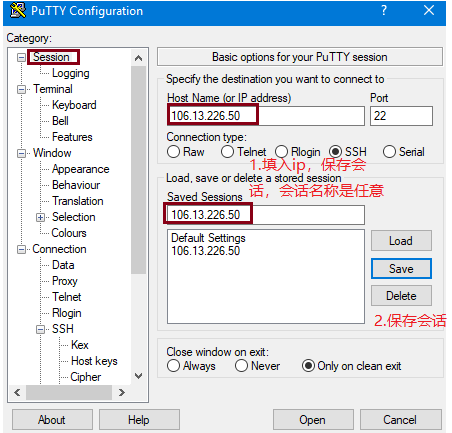 PuTTY Configuration
? ×
Category:
Session
Logging
Terminal
Keyboard
Bell
Features
Window
Appearance
Behaviour
Translation
Selection
Colours
Connection
Data
Proxy
Telnet
Rlogin
SSH
Kex
Host keys
Cipher
Basic options for your PuTTY session
Specify the destination you want to connect to
Host Name (or IP address) Port
106.13.226.50 22
Connection type:
Raw Telnet Rlogin SSH Serial
1.填入ip，保存会
话，会话名称是任意
Load, save or delete a stored session
Saved Sessions
106.13.226.50
Default Settings
106.13.226.50
Load
Save
Delete
2.保存会话
Close window on exit:
Always Never Only on clean exit
About Help Open Cancel